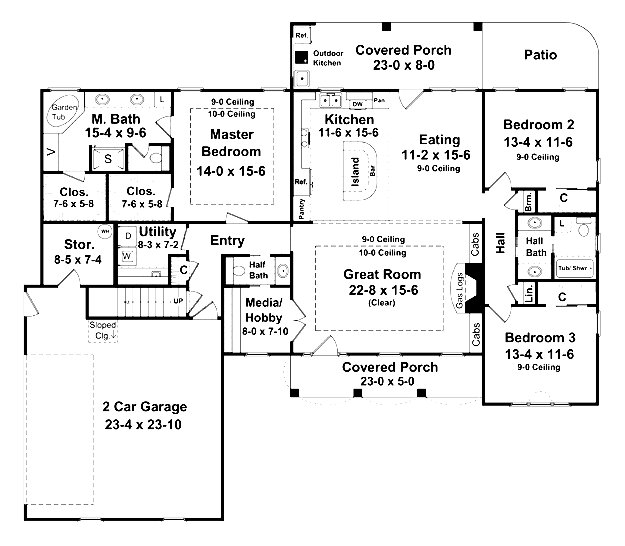 Ref.
Outdoor
Kitchen
Covered Porch
23-0 x 8-0
Patio
Garden
Tub
L
M. Bath
15-4 x 9-6
V
S
9-0 Ceiling
10-0 Ceiling
Master
Bedroom
14-0 x 15-6
DW
Pan
Kitchen
11-6 x 15-6
Island
Bar
Ref.
Pantry
Eating
11-2 x 15-6
9-0 Ceiling
Bedroom 2
13-4 x 11-6
9-0 Ceiling
Clos.
7-6 x 5-8
Clos.
7-6 x 5-8
Brm.
C
Stor.
8-5 x 7-4
WH
D
W
Utility
8-3 x 7-2
C
Entry
Half
Bath
9-0 Ceiling
10-0 Ceiling
Great Room
22-8 x 15-6
(Clear)
Cabs
Gas Logs
Cabs
Hall
Hall
Bath
L
Tub/ Shwr
Lin.
C
UP
Sloped
Clg.
Media/
Hobby
8-0 x 7-10
Bedroom 3
13-4 x 11-6
9-0 Ceiling
Covered Porch
23-0 x 5-0
2 Car Garage
23-4 x 23-10